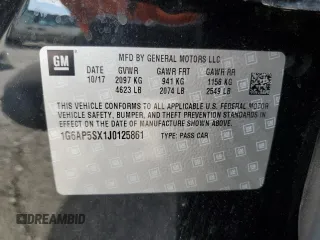 GM
MFD BY GENERAL MOTORS LLC
DATE GVWR GAWR FRT GAWR RR
10/17 2097 KG 941 KG 1156 KG
4623 LB 2074 LB 2549 LB
THIS VEHICLE CONFORMS TO ALL APPLICABLE U.S. FEDERAL MOTOR
VEHICLE SAFETY, BUMPER, AND THEFT PREVENTION STANDARDS IN
EFFECT ON THE DATE OF MANUFACTURE SHOWN ABOVE.
1G6AP5SX1J0125861 TYPE: PASS CAR
DREAMBID